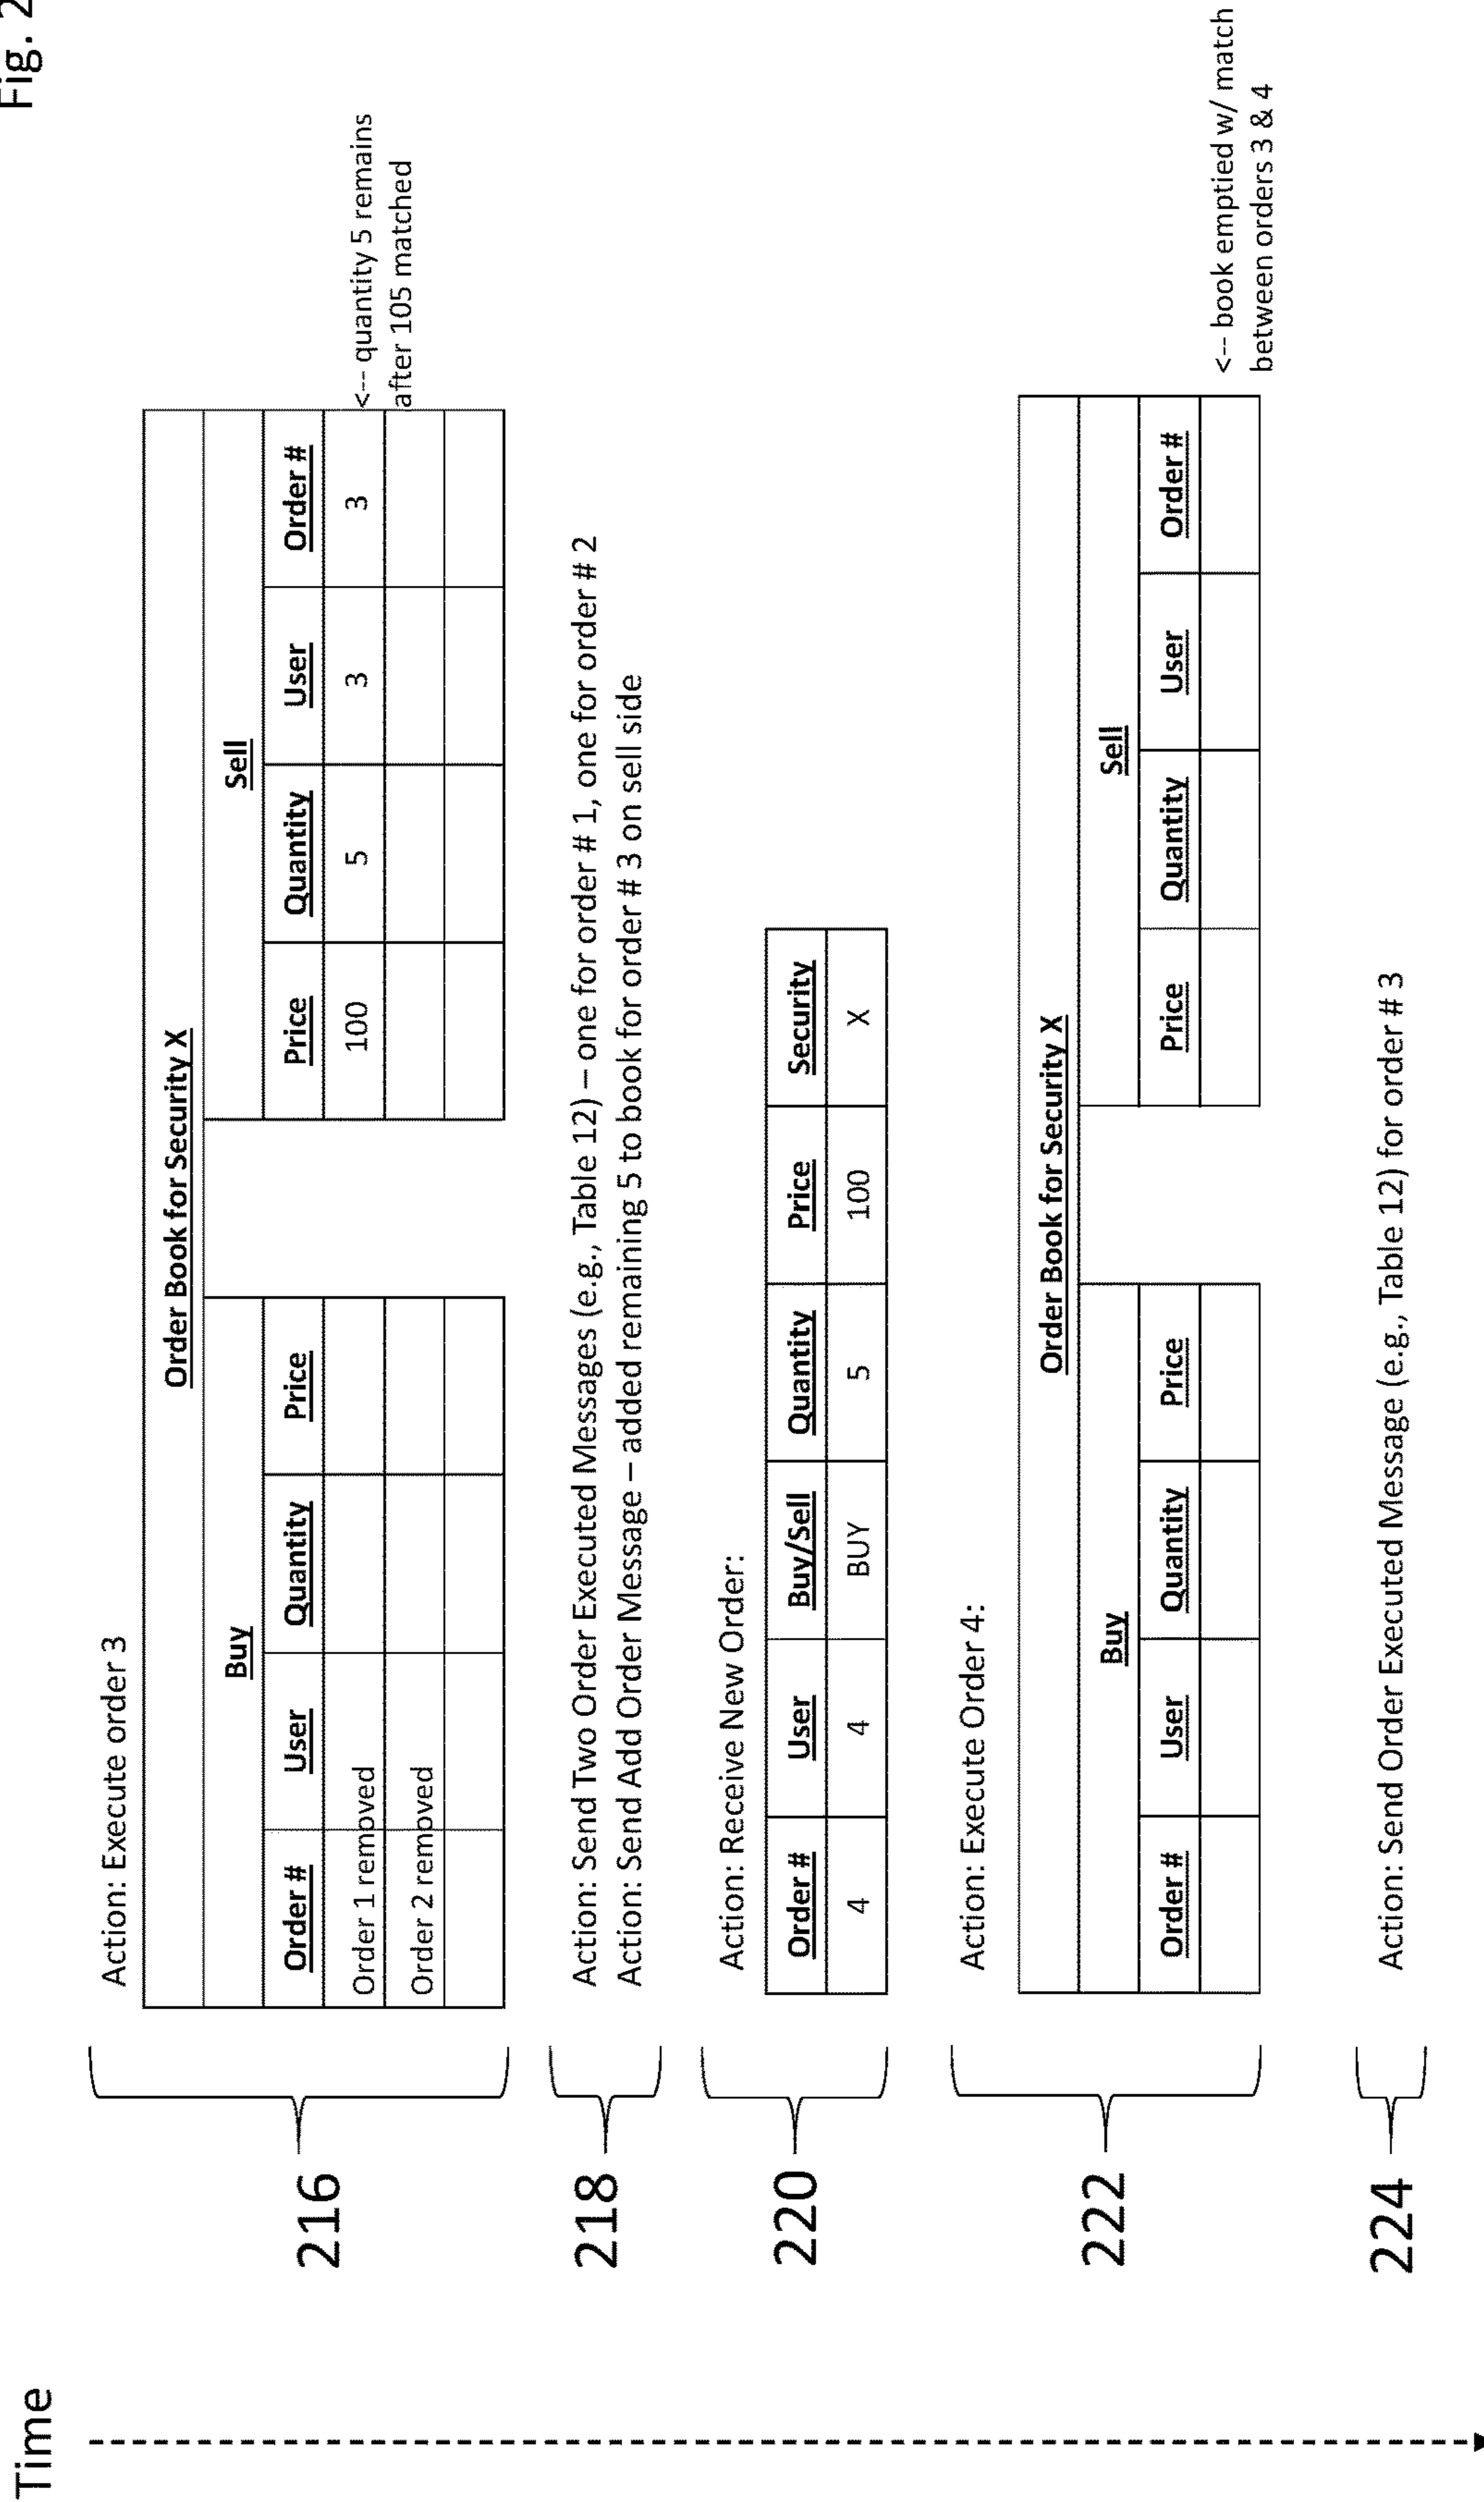 Fig. 2
Time
216
Action: Execute order 3
Order Book for Security X
Buy Sell
Order # User Quantity Price Price Quantity User Order #
Order 1 removed 100 5 3 3 <--- quantity 5 remains
Order 2 removed after 105 matched
218
Action: Send Two Order Executed Messages (e.g., Table 12) – one for order # 1, one for order # 2
Action: Send Add Order Message – added remaining 5 to book for order # 3 on sell side
220
Action: Receive New Order:
Order # User Buy/Sell Quantity Price Security
4 4 BUY 5 100 X
222
Action: Execute Order 4:
Order Book for Security X
Buy Sell
Order # User Quantity Price Price Quantity User Order #
<-- book emptied w/ match
between orders 3 & 4
224
Action: Send Order Executed Message (e.g., Table 12) for order # 3